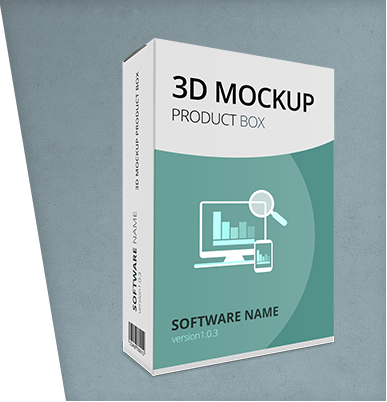 3D MOCKUP
PRODUCT BOX
SOFTWARE NAME
version1.0.3
3D MOCKUP PRODUCT BOX
SOFTWARE NAME
version1.0.3